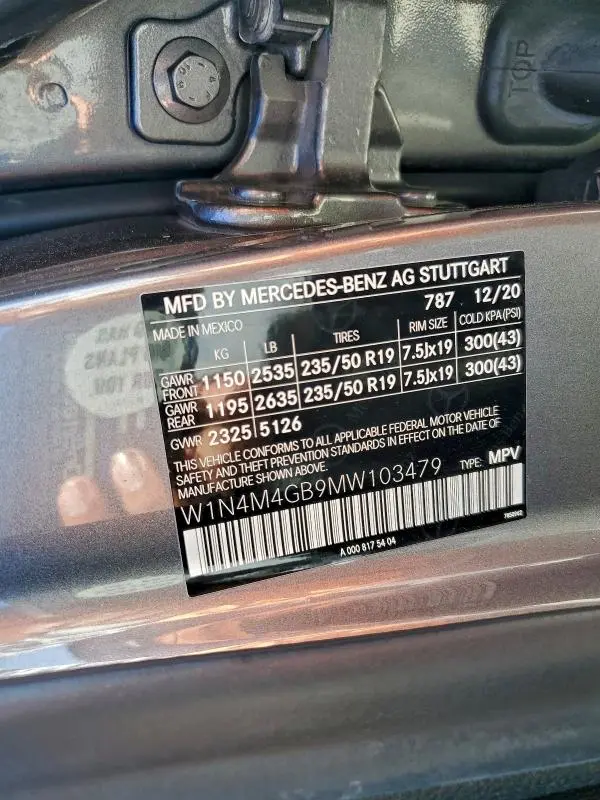 TOP
MFD BY MERCEDES-BENZ AG STUTTGART
787 12/20
MADE IN MEXICO
KG LB TIRES RIM SIZE COLD KPA(PSI)
GAWR FRONT 1150 2535 235/50 R19 7.5Jx19 300(43)
GAWR REAR 1195 2635 235/50 R19 7.5Jx19 300(43)
GVWR 2325 5126
THIS VEHICLE CONFORMS TO ALL APPLICABLE FEDERAL MOTOR VEHICLE
SAFETY AND THEFT PREVENTION STANDARDS IN EFFECT ON THE DATE OF
MANUFACTURE SHOWN ABOVE.
W1N4M4GB9MW103479 TYPE: MPV
A 000 817 54 04